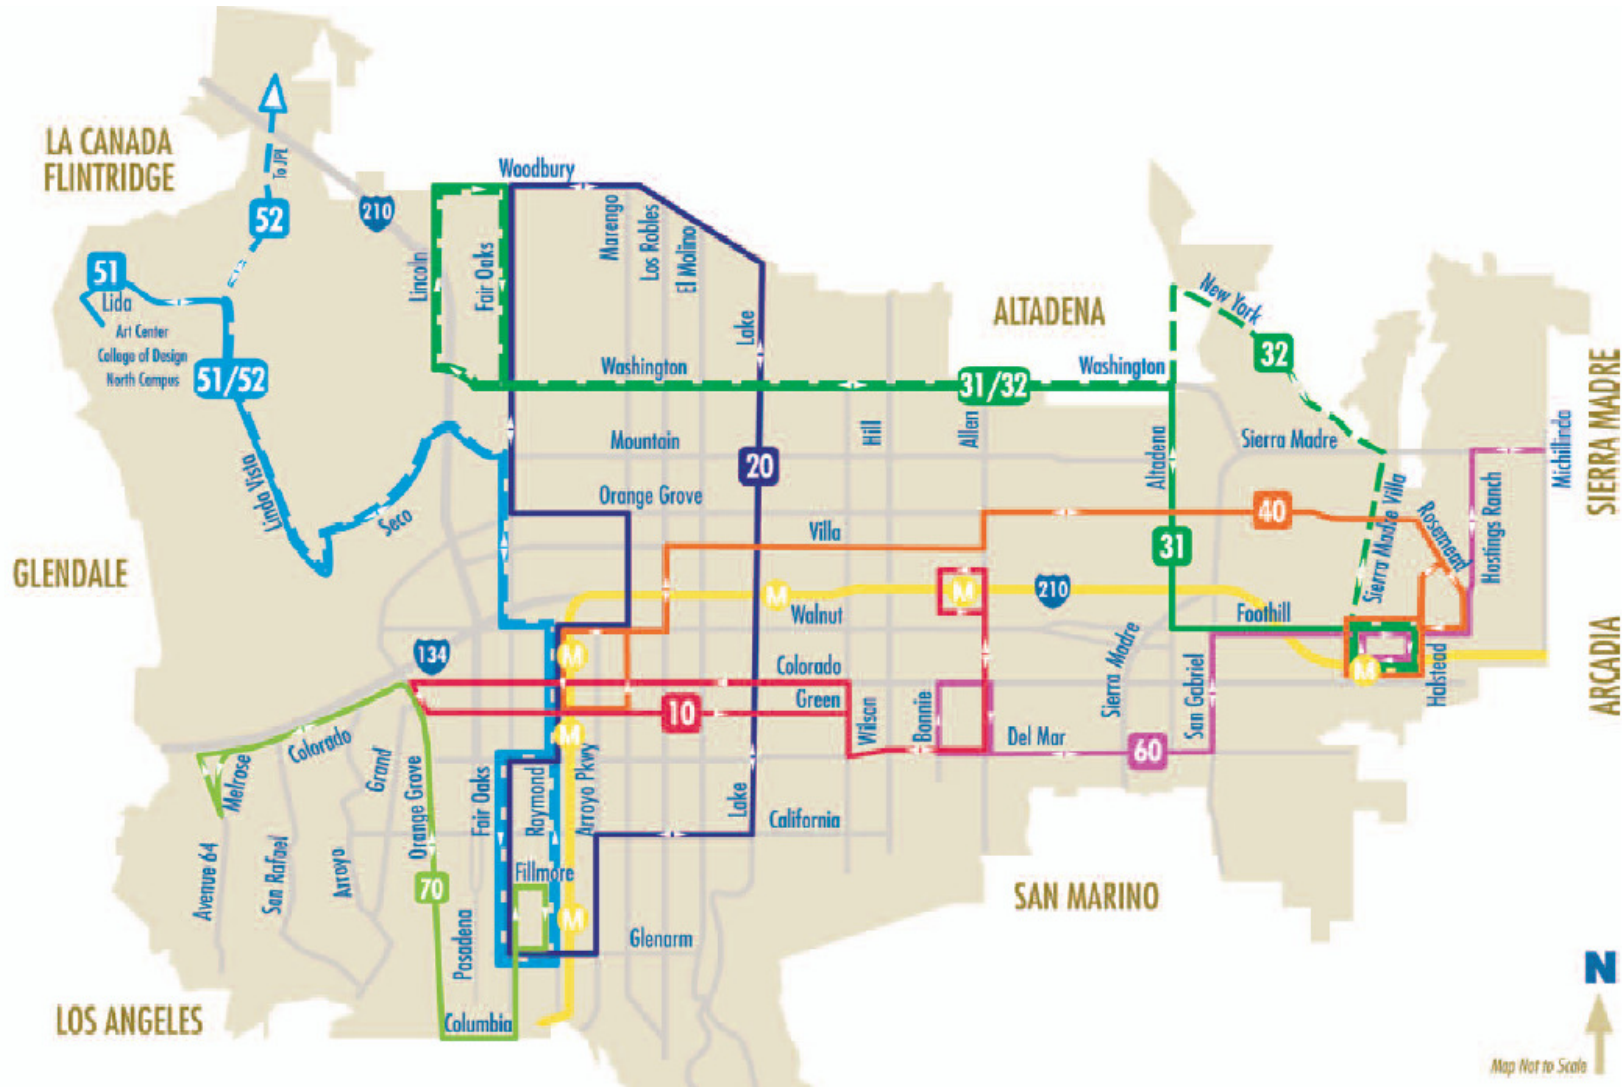 LA CANADA
FLINTRIDGE
To JPL
52
210
51
Lida
Art Center
College of Design
North Campus
51/52
Linda Vista
Seco
GLENDALE
Woodbury
Lincoln
Fair Oaks
Marengo
Los Robles
El Molino
Lake
Washington
ALTADENA
31/32
Washington
New York
32
Mountain
Hill
Allen
Altadena
Sierra Madre
Michillinda
SIERRA MADRE
20
Orange Grove
Villa
40
31
Sierra Madre Villa
Rosemead
Hastings Ranch
M
M
210
Walnut
Foothill
134
M
Colorado
Green
10
Wilson
Bonnie
Del Mar
Sierra Madre
San Gabriel
60
M
Halstead
ARCADIA
Colorado
Melrose
Grand
Orange Grove
Fair Oaks
Raymond
M
Arroyo Pkwy
Lake
California
Avenue 64
San Rafael
Arroyo
70
Fillmore
M
Pasadena
Glenarm
SAN MARINO
LOS ANGELES
Columbia
N
Map Not to Scale